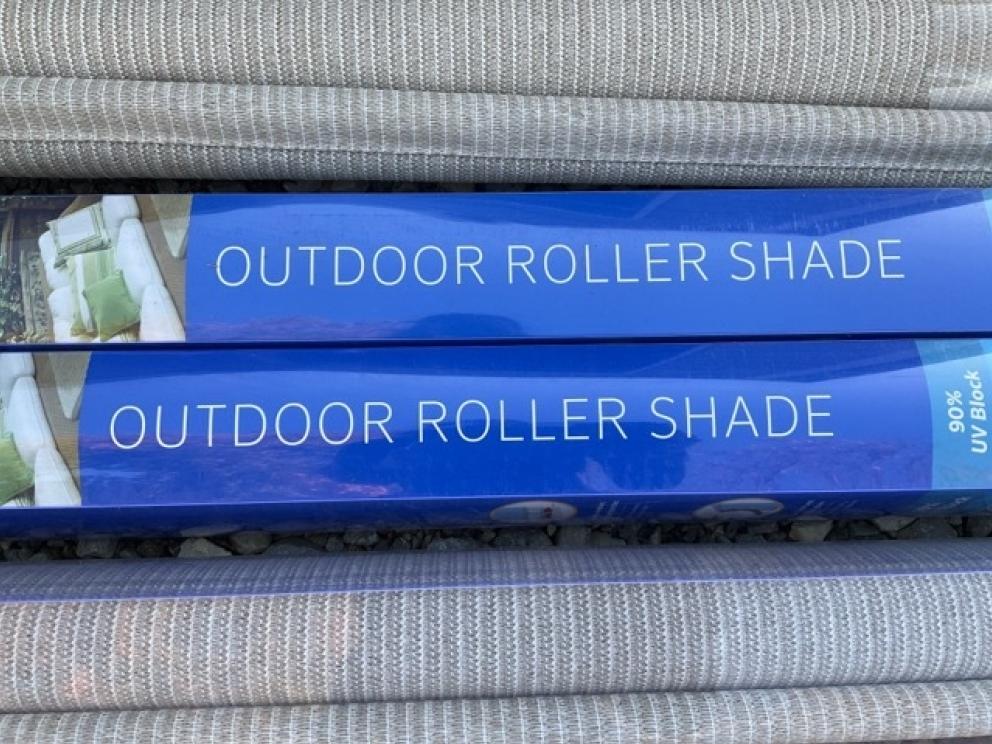 OUTDOOR ROLLER SHADE
OUTDOOR ROLLER SHADE
90%
UV Block